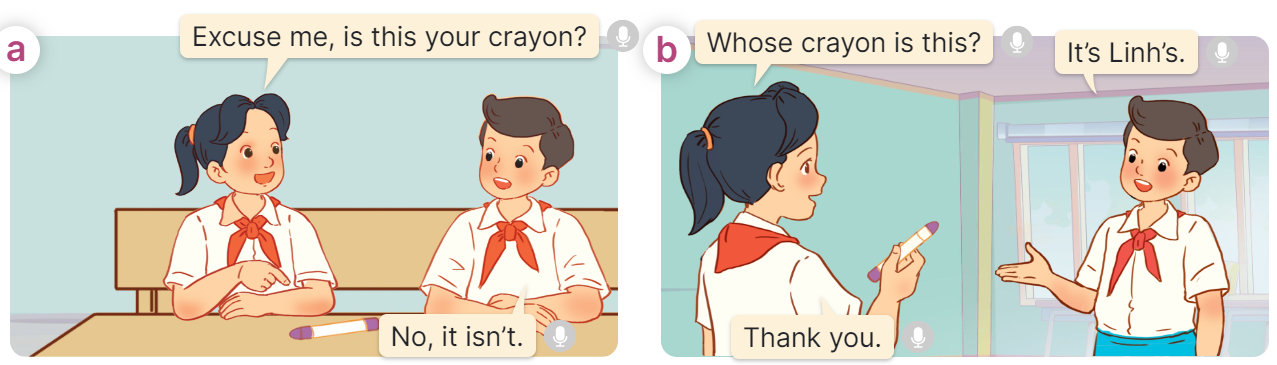 a
Excuse me, is this your crayon?
No, it isn’t.
b
Whose crayon is this?
It’s Linh’s.
Thank you.